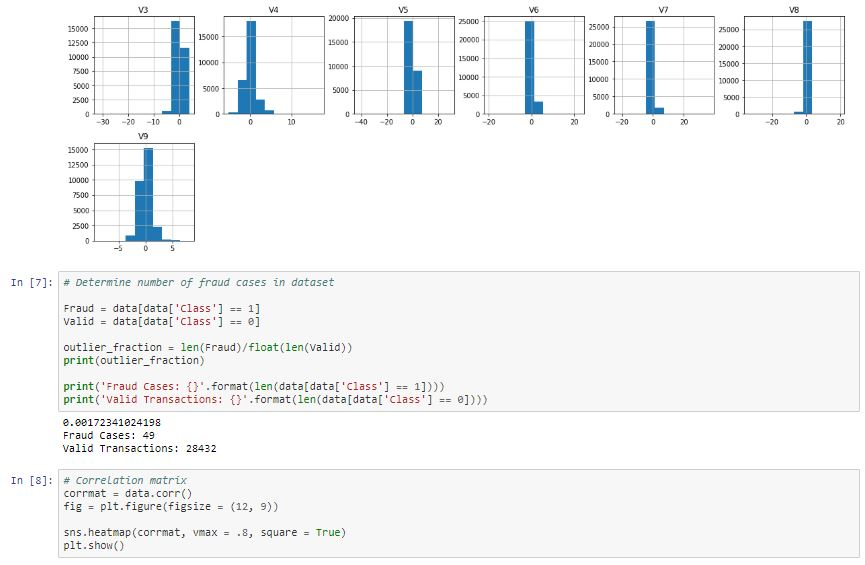 V3 V4 V5 V6 V7 V8
15000 12500 10000 7500 5000 2500 0
-30 -20 -10 0
15000 10000 5000 0
0 10
20000 15000 10000 5000 0
-40 -20 0 20
25000 20000 15000 10000 5000 0
-20 0 20
25000 20000 15000 10000 5000 0
-20 0 20
25000 20000 15000 10000 5000 0
-20 0 20
V9
15000 12500 10000 7500 5000 2500 0
-5 0 5
In [7]: # Determine number of fraud cases in dataset
Fraud = data[data['Class'] == 1]
Valid = data[data['Class'] == 0]
outlier_fraction = len(Fraud)/float(len(Valid))
print(outlier_fraction)
print('Fraud Cases: {}'.format(len(data[data['Class'] == 1])))
print('Valid Transactions: {}'.format(len(data[data['Class'] == 0])))
0.00172341024198
Fraud Cases: 49
Valid Transactions: 28432
In [8]: # Correlation matrix
corrmat = data.corr()
fig = plt.figure(figsize = (12, 9))
sns.heatmap(corrmat, vmax = .8, square = True)
plt.show()